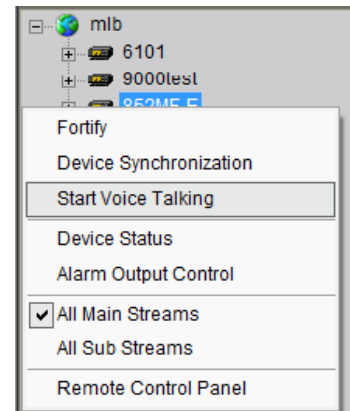 mlb
6101
9000test
852MF-E
Fortify
Device Synchronization
Start Voice Talking
Device Status
Alarm Output Control
All Main Streams
All Sub Streams
Remote Control Panel